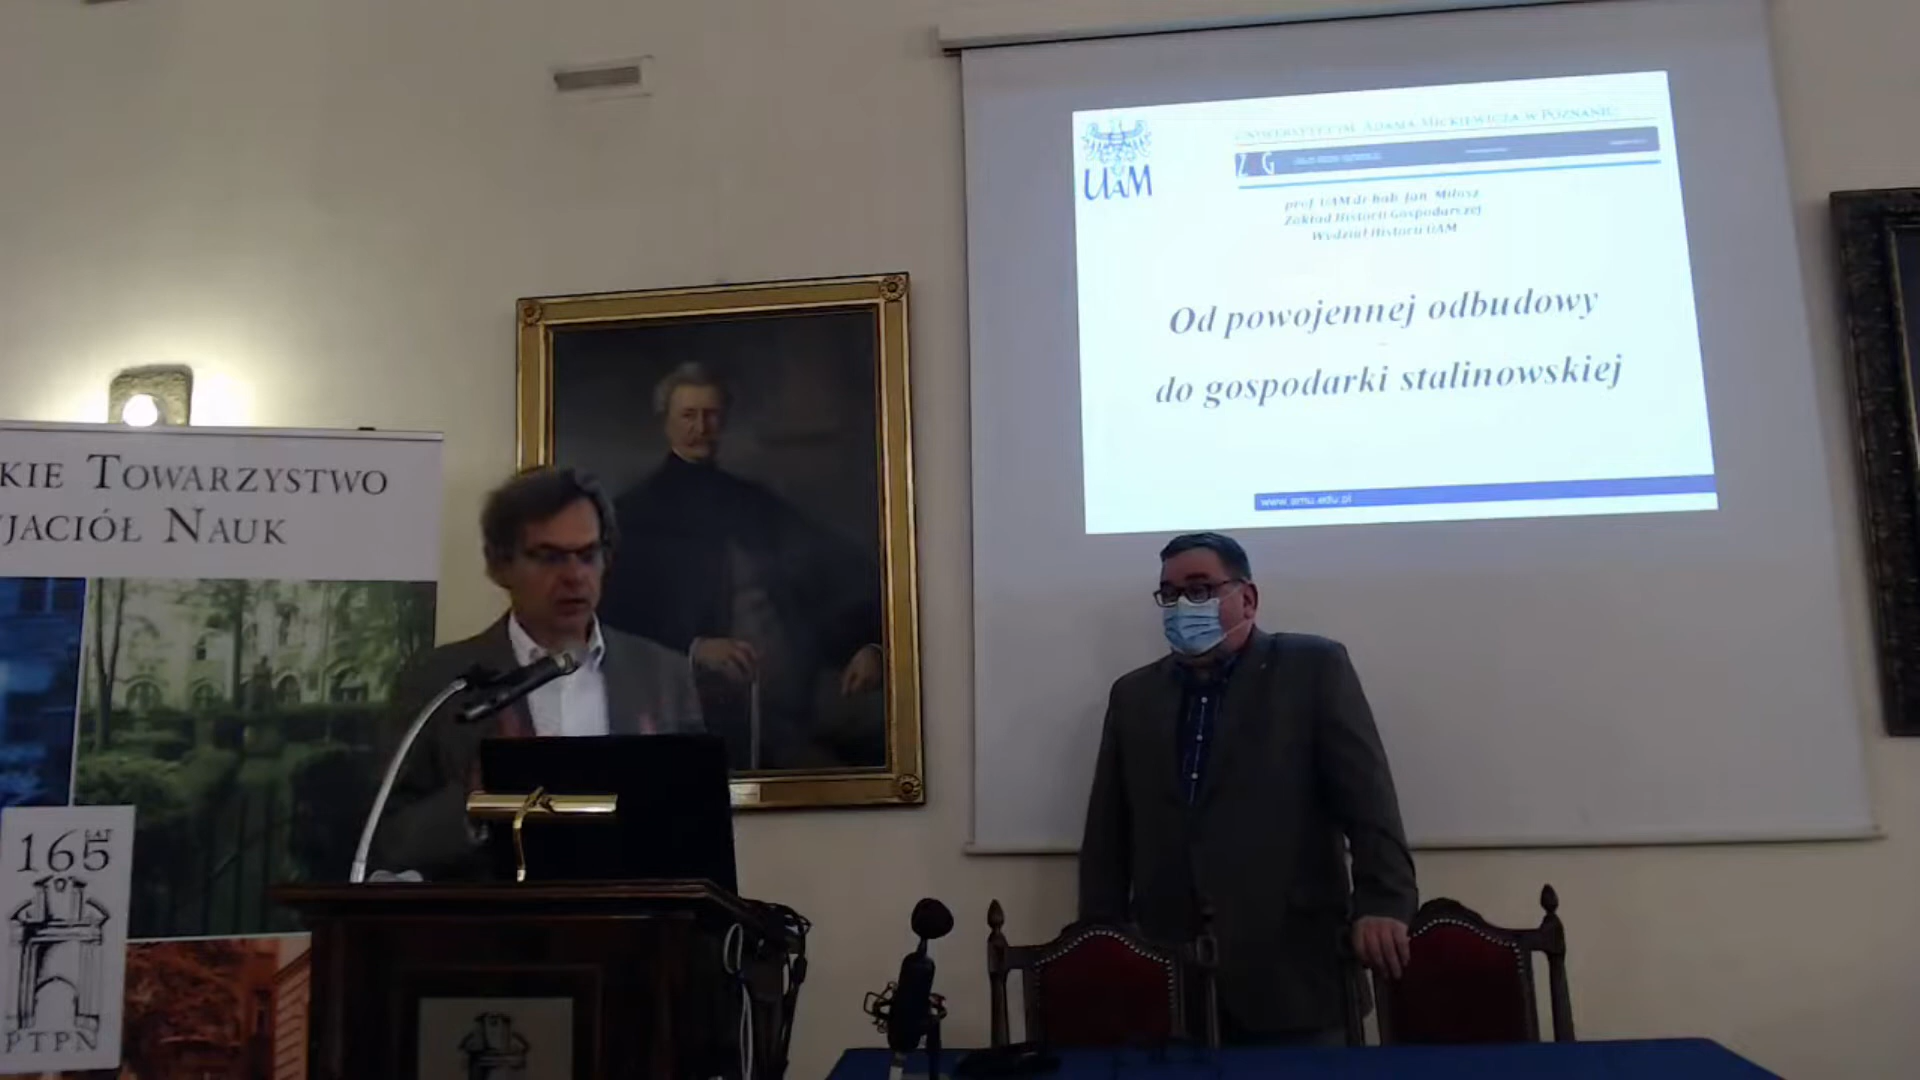 KIE TOWARZYSTWO
JACIÓŁ NAUK
165 LAT
PTPN
UAM
UNIWERSYTET IM. ADAMA MICKIEWICZA W POZNANIU
Z G
prof. UAM dr hab. Jan Miłosz
Zakład Historii Gospodarczej
Wydział Historii UAM
Od powojennej odbudowy
do gospodarki stalinowskiej
www.amu.edu.pl